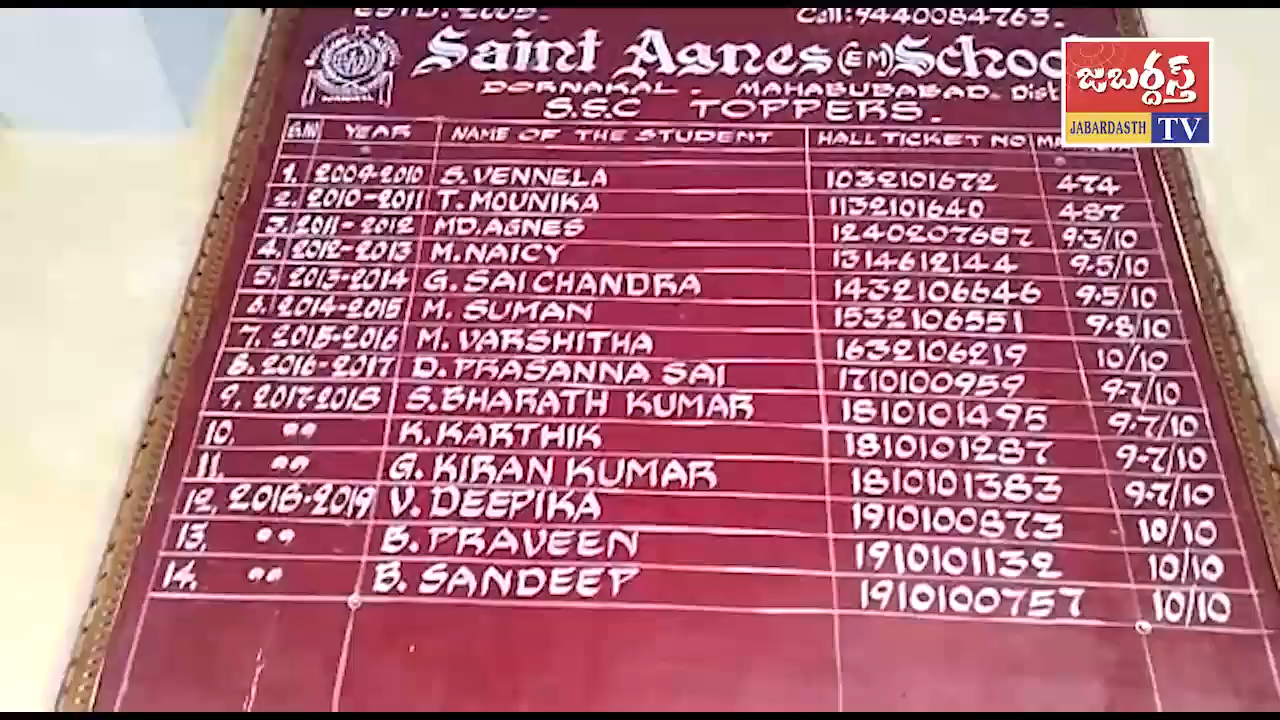 ESTD. 2005. Cell:9440084763.
Saint Agnes (EM) School
జబర్దస్త్
JABARDASTH TV
DORNAKAL. MAHABUBABAD. Dist
S.S.C TOPPERS.
S.NO YEAR NAME OF THE STUDENT HALL TICKET NO
1. 2009-2010 S.VENNELA 1032101672 474
2. 2010-2011 T.MOUNIKA 1132101640 487
3. 2011-2012 MD.AGNES 1240207687 9.3/10
4. 2012-2013 M.NAICY 1314612144 9.5/10
5. 2013-2014 G.SAI CHANDRA 1432106646 9.5/10
6. 2014-2015 M. SUMAN 1532106551 9.8/10
7. 2015-2016 M. VARSHITHA 1632106219 10/10
8. 2016-2017 D.PRASANNA SAI 1710100959 9.7/10
9. 2017-2018 S.BHARATH KUMAR 1810101495 9.7/10
10. " K.KARTHIK 1810101287 9.7/10
11. " G. KIRAN KUMAR 1810101383 9.7/10
12. 2018-2019 V. DEEPIKA 1910100873 10/10
13. " B.PRAVEEN 1910101132 10/10
14. " B. SANDEEP 1910100757 10/10